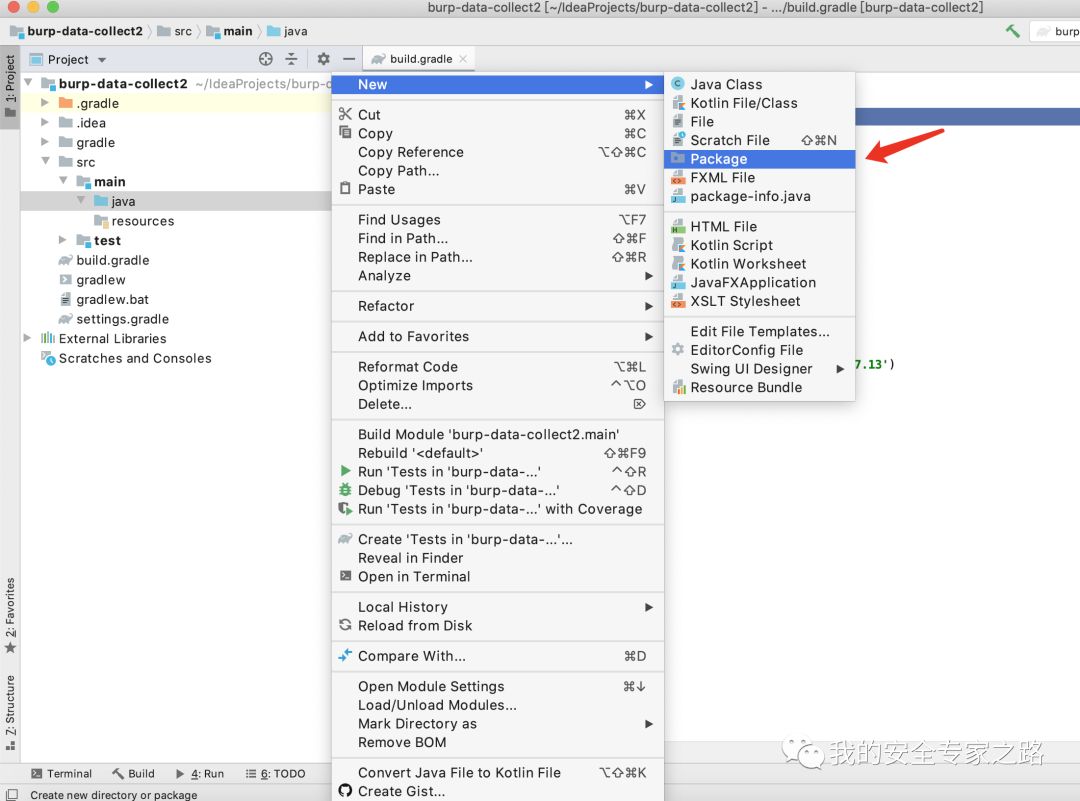 burp-data-collect2 [~/IdeaProjects/burp-data-collect2] - .../build.gradle [burp-data-collect2]
burp-data-collect2 src main java burp
1: Project
Project
build.gradle
burp-data-collect2 ~/IdeaProjects/burp-d
.gradle
.idea
gradle
src
main
java
resources
test
build.gradle
gradlew
gradlew.bat
settings.gradle
External Libraries
Scratches and Consoles
New
Cut ⌘X
Copy ⌘C
Copy Reference ⌥⇧⌘C
Copy Path...
Paste ⌘V
Find Usages ⌥F7
Find in Path... ⇧⌘F
Replace in Path... ⇧⌘R
Analyze
Refactor
Add to Favorites
Reformat Code ⌥⌘L
Optimize Imports ^⌥O
Delete... ⌦
Build Module 'burp-data-collect2.main'
Rebuild '<default>' ⇧⌘F9
Run 'Tests in 'burp-data-...' ^⇧R
Debug 'Tests in 'burp-data-...' ^⇧D
Run 'Tests in 'burp-data-...' with Coverage
Create 'Tests in 'burp-data-...'...
Reveal in Finder
Open in Terminal
Local History
Reload from Disk
Compare With... ⌘D
Open Module Settings ⌘↓
Load/Unload Modules...
Mark Directory as
Remove BOM
Convert Java File to Kotlin File ⌥⇧⌘K
Create Gist...
Java Class
Kotlin File/Class
File
Scratch File ⇧⌘N
Package
FXML File
package-info.java
HTML File
Kotlin Script
Kotlin Worksheet
JavaFXApplication
XSLT Stylesheet
Edit File Templates...
EditorConfig File
Swing UI Designer
Resource Bundle
7.13')
2: Favorites
Z: Structure
我的安全专家之路
Terminal Build 4: Run 6: TODO
Create new directory or package